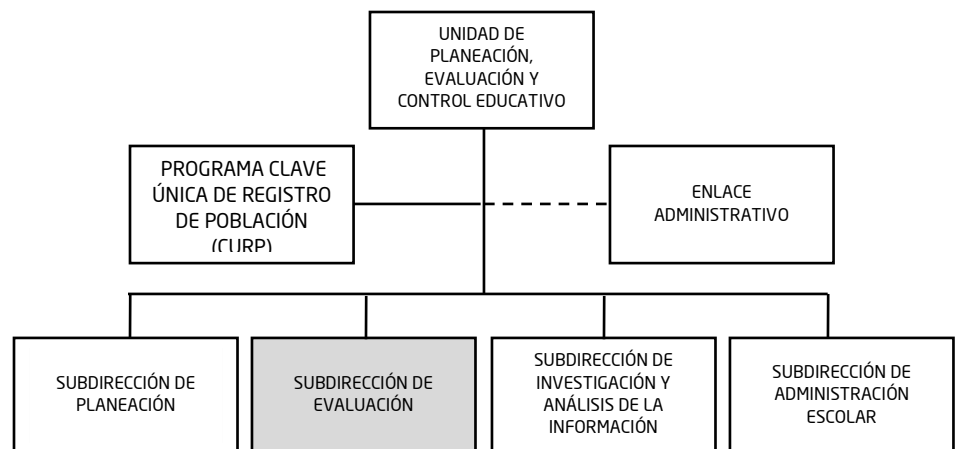 UNIDAD DE
PLANEACIÓN,
EVALUACIÓN Y
CONTROL EDUCATIVO
PROGRAMA CLAVE
ÚNICA DE REGISTRO
DE POBLACIÓN
(CURP)
ENLACE
ADMINISTRATIVO
SUBDIRECCIÓN DE
PLANEACIÓN
SUBDIRECCIÓN DE
EVALUACIÓN
SUBDIRECCIÓN DE
INVESTIGACIÓN Y
ANÁLISIS DE LA
INFORMACIÓN
SUBDIRECCIÓN DE
ADMINISTRACIÓN
ESCOLAR